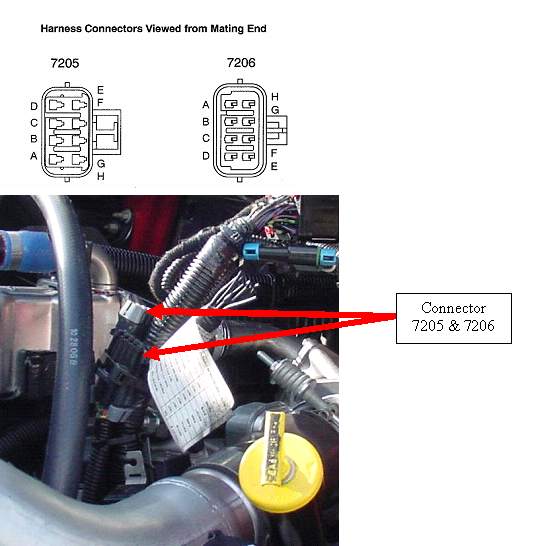 Harness Connectors Viewed from Mating End
7205
7206
E
D
F
C
B
A
G
H
A
H
G
B
C
F
D
E
Connector
7205 & 7206